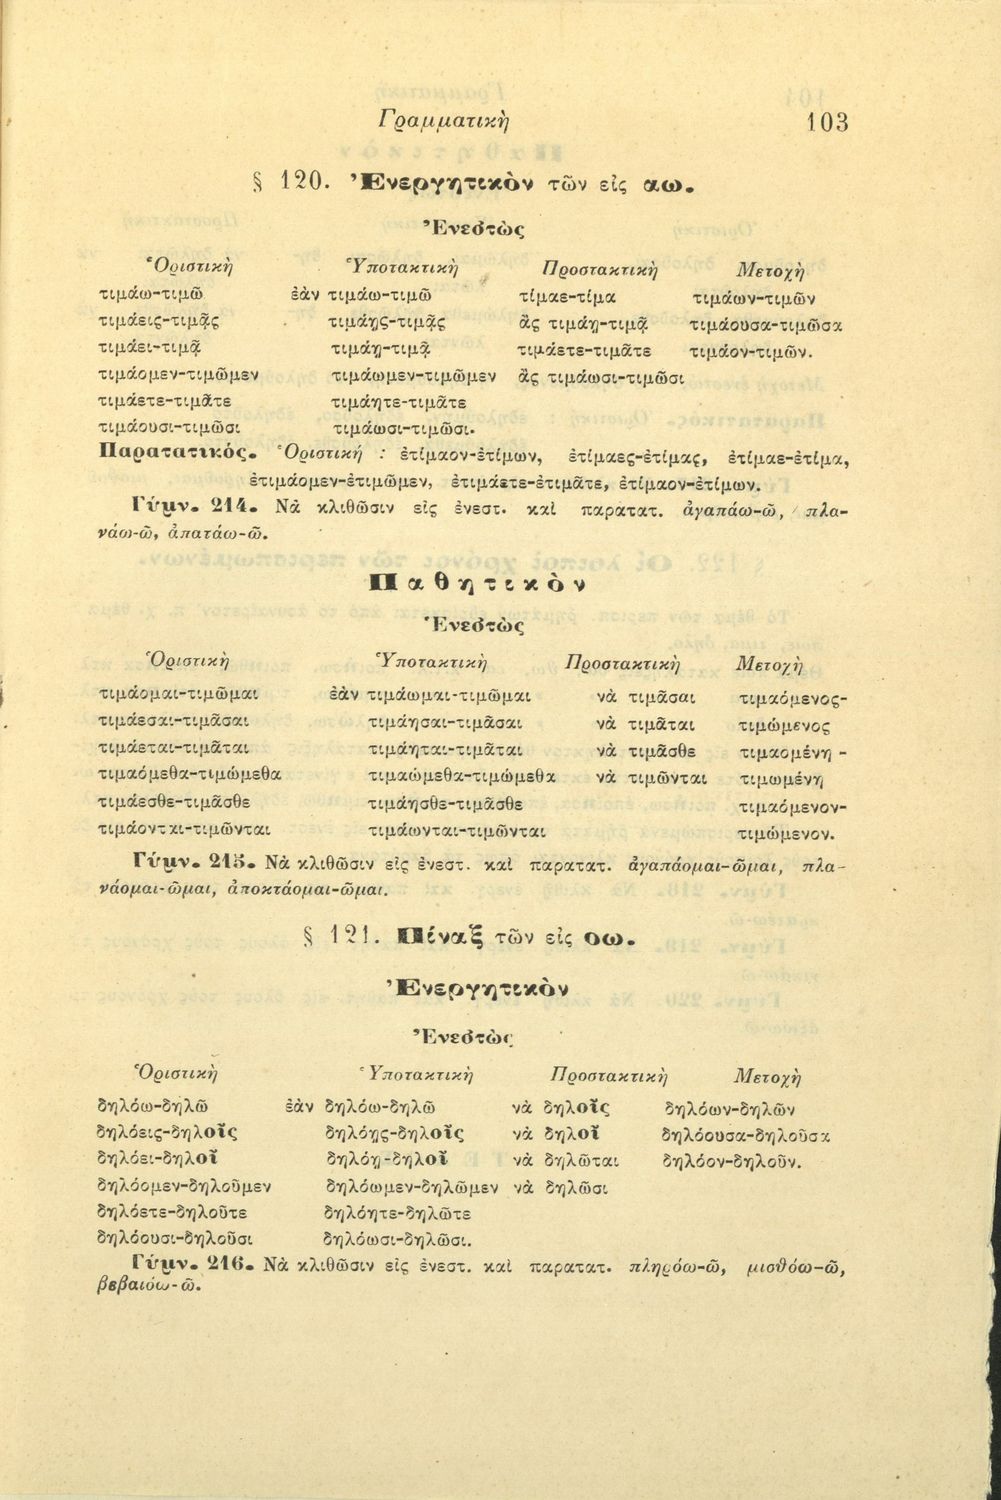 Γραμματικὴ 103
§ 120. Ἐνεργητικὸν τῶν εἰς αω.
Ἐνεστὼς
Ὁριστικὴ Ὑποτακτικὴ Προστακτικὴ Μετοχὴ
τιμάω-τιμῶ ἐὰν τιμάω-τιμῶ τίμαε-τίμα τιμάων-τιμῶν
τιμάεις-τιμᾷς τιμάῃς-τιμᾷς ἂς τιμάῃ-τιμᾷ τιμάουσα-τιμῶσα
τιμάει-τιμᾷ τιμάῃ-τιμᾷ τιμάετε-τιμᾶτε τιμάον-τιμῶν.
τιμάομεν-τιμῶμεν τιμάωμεν-τιμῶμεν ἂς τιμάωσι-τιμῶσι
τιμάετε-τιμᾶτε τιμάητε-τιμᾶτε
τιμάουσι-τιμῶσι τιμάωσι-τιμῶσι.
Παρατατικός. Ὁριστικὴ : ἐτίμαον-ἐτίμων, ἐτίμαες-ἐτίμας, ἐτίμαε-ἐτίμα,
ἐτιμάομεν-ἐτιμῶμεν, ἐτιμάετε-ἐτιμᾶτε, ἐτίμαον-ἐτίμων.
Γύμν. 214. Νὰ κλιθῶσιν εἰς ἐνεστ. καὶ παρατατ. ἀγαπάω-ῶ, πλα-
νάω-ῶ, ἀπατάω-ῶ.
Παθητικὸν
Ἐνεστὼς
Ὁριστικὴ Ὑποτακτικὴ Προστακτικὴ Μετοχὴ
τιμάομαι-τιμῶμαι ἐὰν τιμάωμαι-τιμῶμαι νὰ τιμᾶσαι τιμαόμενος-
τιμάεσαι-τιμᾶσαι τιμάησαι-τιμᾶσαι νὰ τιμᾶται τιμώμενος
τιμάεται-τιμᾶται τιμάηται-τιμᾶται νὰ τιμᾶσθε τιμαομένη -
τιμαόμεθα-τιμώμεθα τιμαώμεθα-τιμώμεθα νὰ τιμῶνται τιμωμένη
τιμάεσθε-τιμᾶσθε τιμάησθε-τιμᾶσθε τιμαόμενον-
τιμάονται-τιμῶνται τιμάωνται-τιμῶνται τιμώμενον.
Γύμν. 215. Νὰ κλιθῶσιν εἰς ἐνεστ. καὶ παρατατ. ἀγαπάομαι-ῶμαι, πλα-
νάομαι-ῶμαι, ἀποκτάομαι-ῶμαι.
§ 121. Πίναξ τῶν εἰς οω.
Ἐνεργητικὸν
Ἐνεστὼς
Ὁριστικὴ Ὑποτακτικὴ Προστακτικὴ Μετοχὴ
δηλόω-δηλῶ ἐὰν δηλόω-δηλῶ νὰ δηλοῖς δηλόων-δηλῶν
δηλόεις-δηλοῖς δηλόῃς-δηλοῖς νὰ δηλοῖ δηλόουσα-δηλοῦσα
δηλόει-δηλοῖ δηλόῃ-δηλοῖ νὰ δηλῶται δηλόον-δηλοῦν.
δηλόομεν-δηλοῦμεν δηλόωμεν-δηλῶμεν νὰ δηλῶσι
δηλόετε-δηλοῦτε δηλόητε-δηλῶτε
δηλόουσι-δηλοῦσι δηλόωσι-δηλῶσι.
Γύμν. 216. Νὰ κλιθῶσιν εἰς ἐνεστ. καὶ παρατατ. πληρόω-ῶ, μισθόω-ῶ,
βεβαιόω-ῶ.